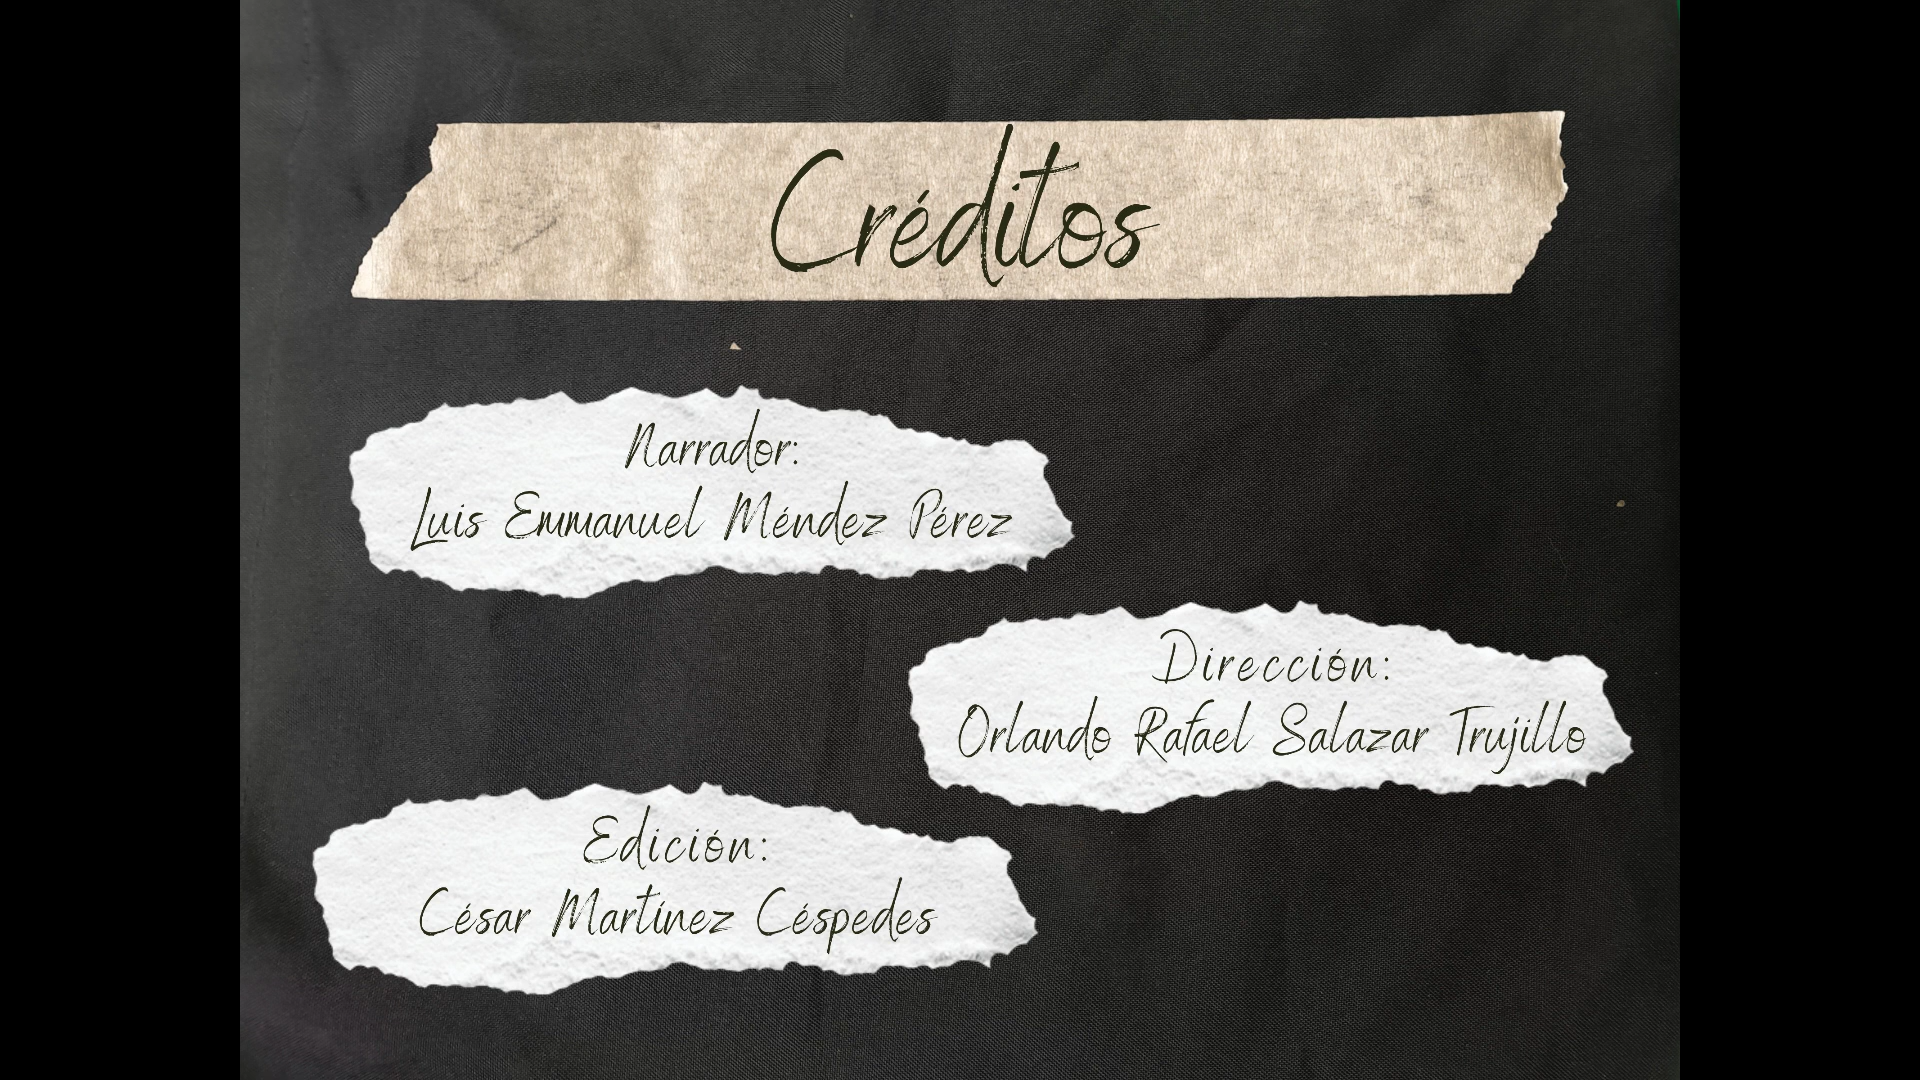 Créditos
Narrador:
Luis Emmanuel Méndez Pérez
Dirección:
Orlando Rafael Salazar Trujillo
Edición:
César Martínez Céspedes